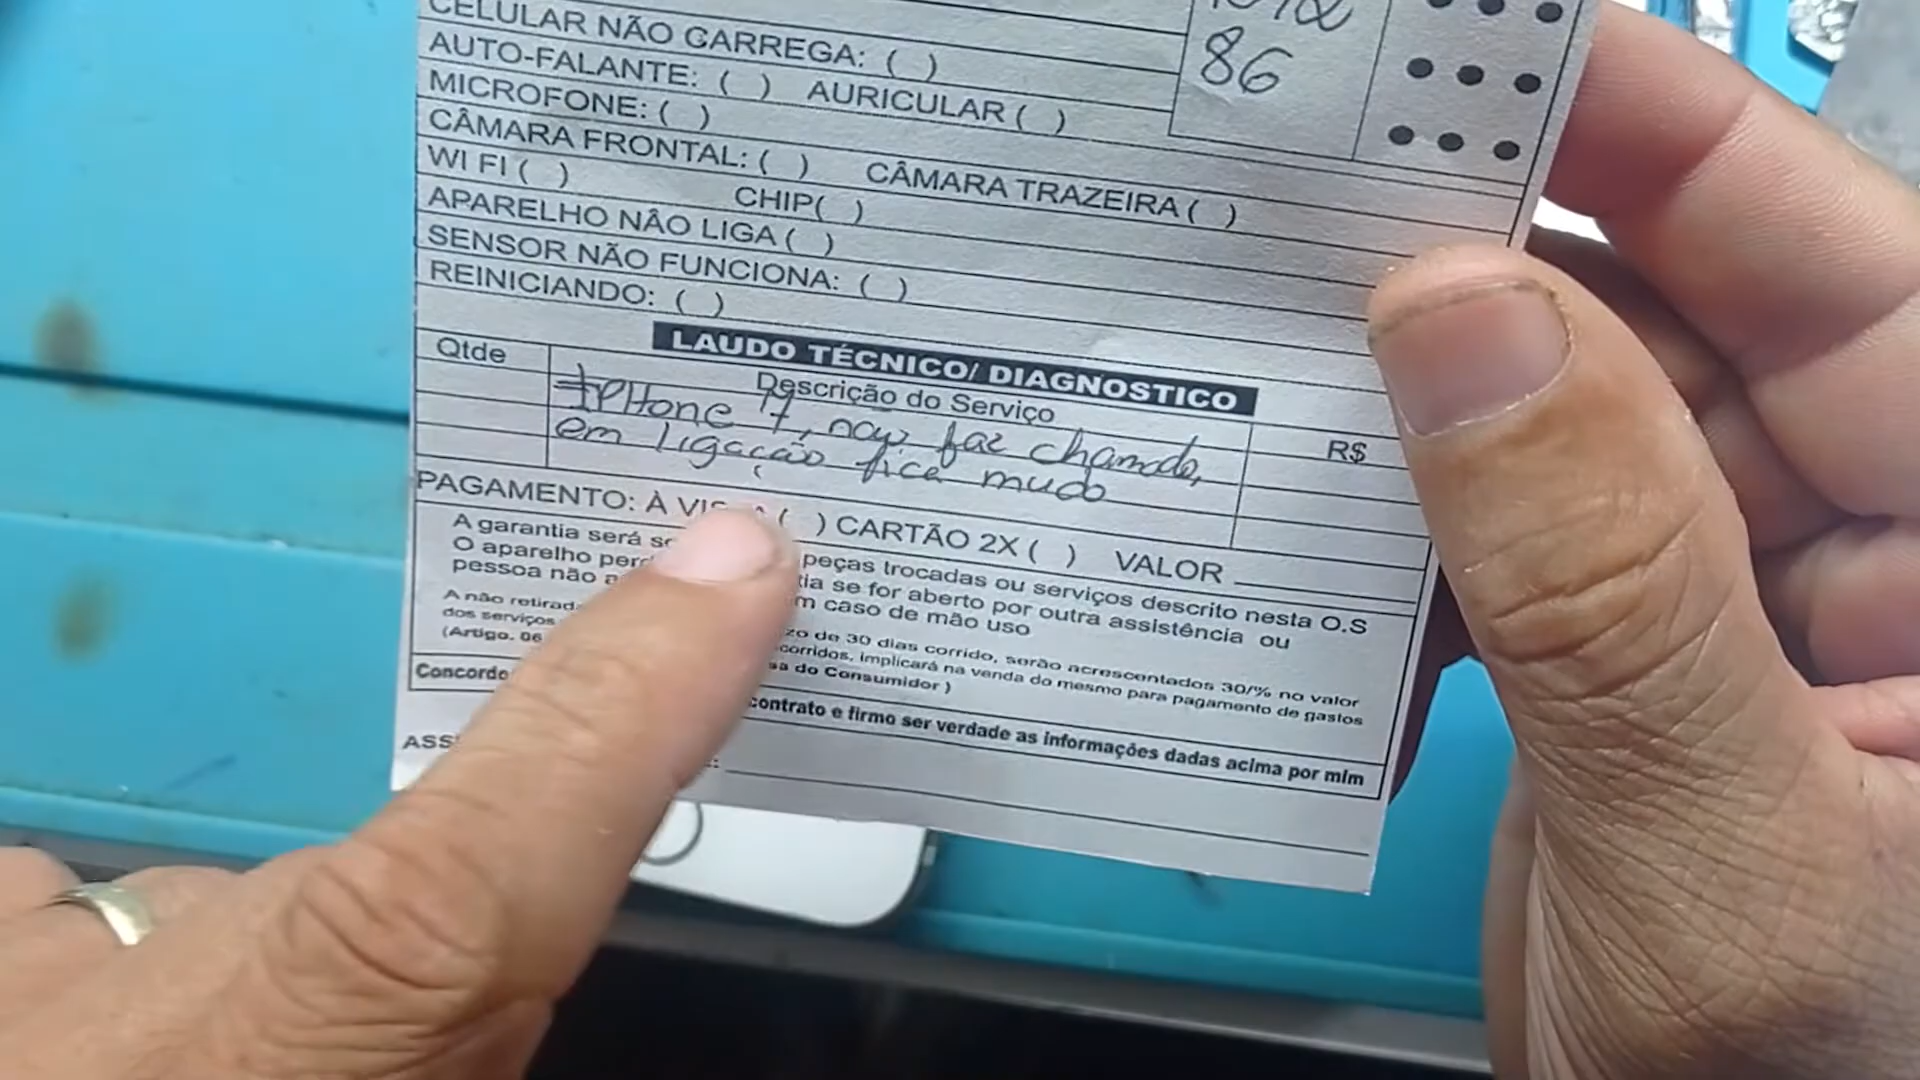 CELULAR NÃO CARREGA: ( )
86
AUTO-FALANTE: ( ) AURICULAR ( )
MICROFONE: ( )
CÂMARA FRONTAL: ( ) CÂMARA TRAZEIRA ( )
WI FI ( ) CHIP( )
APARELHO NÂO LIGA ( )
SENSOR NÃO FUNCIONA: ( )
REINICIANDO: ( )
LAUDO TÉCNICO/ DIAGNOSTICO
Qtde Descrição do Serviço R$
IPHone 7, não faz chamada,
em ligação fica mudo
PAGAMENTO: À ( ) CARTÃO 2X ( ) VALOR
A garantia será peças trocadas ou serviços descrito nesta O.S
O aparelho se for aberto por outra assistência ou
pessoa não caso de mão uso
A não de 30 dias corrido, serão acrescentados 30/% no valor
dos serviços corridos, implicará na venda do mesmo para pagamento de gastos
(Artigo. 06 do Consumidor )
Concordo contrato e firmo ser verdade as informações dadas acima por mim